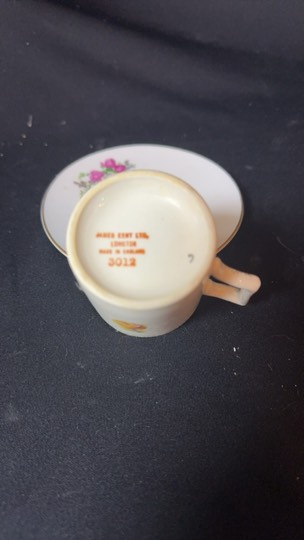 JAMES KENT LTD.
LONGTON
MADE IN ENGLAND
3012